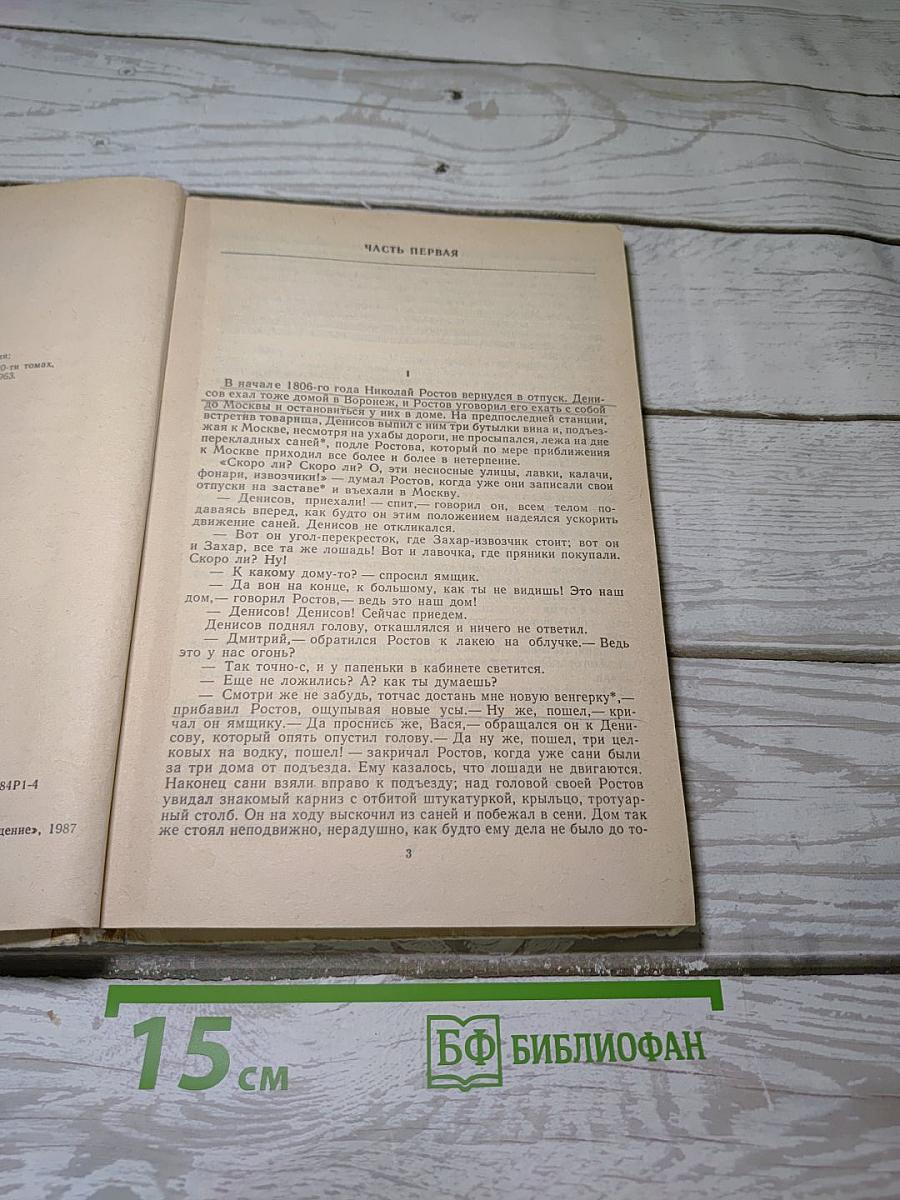 0-ти томах,
84Р1-4
1987
ЧАСТЬ ПЕРВАЯ
I
В начале 1806-го года Николай Ростов вернулся в отпуск. Дени-
сов ехал тоже домой в Воронеж, и Ростов уговорил его ехать с собой
до Москвы и остановиться у них в доме. На предпоследней станции,
встретив товарища, Денисов выпил с ним три бутылки вина и, подъез-
жая к Москве, несмотря на ухабы дороги, не просыпался, лежа на дне
перекладных саней*, подле Ростова, который по мере приближения
к Москве приходил все более и более в нетерпение.
«Скоро ли? Скоро ли? О, эти несносные улицы, лавки, калачи,
фонари, извозчики!» — думал Ростов, когда уже они записали свои
отпуски на заставе* и въехали в Москву.
— Денисов, приехали! — спит,— говорил он, всем телом по-
даваясь вперед, как будто он этим положением надеялся ускорить
движение саней. Денисов не откликался.
— Вот он угол-перекресток, где Захар-извозчик стоит; вот он
и Захар, все та же лошадь! Вот и лавочка, где пряники покупали.
Скоро ли? Ну!
— К какому дому-то? — спросил ямщик.
— Да вон на конце, к большому, как ты не видишь! Это наш
дом,— говорил Ростов,— ведь это наш дом!
— Денисов! Денисов! Сейчас приедем.
Денисов поднял голову, откашлялся и ничего не ответил.
— Дмитрий,— обратился Ростов к лакею на облучке.— Ведь
это у нас огонь?
— Так точно-с, и у папеньки в кабинете светится.
— Еще не ложились? А? как ты думаешь?
— Смотри же не забудь, тотчас достань мне новую венгерку*,—
прибавил Ростов, ощупывая новые усы.— Ну же, пошел,— кри-
чал он ямщику.— Да проснись же, Вася,— обращался он к Дени-
сову, который опять опустил голову.— Да ну же, пошел, три цел-
ковых на водку, пошел! — закричал Ростов, когда уже сани были
за три дома от подъезда. Ему казалось, что лошади не двигаются.
Наконец сани взяли вправо к подъезду; над головой своей Ростов
увидал знакомый карниз с отбитой штукатуркой, крыльцо, тротуар-
ный столб. Он на ходу выскочил из саней и побежал в сени. Дом так
же стоял неподвижно, нерадушно, как будто ему дела не было до то-
3
15 см
БФ БИБЛИОФАН